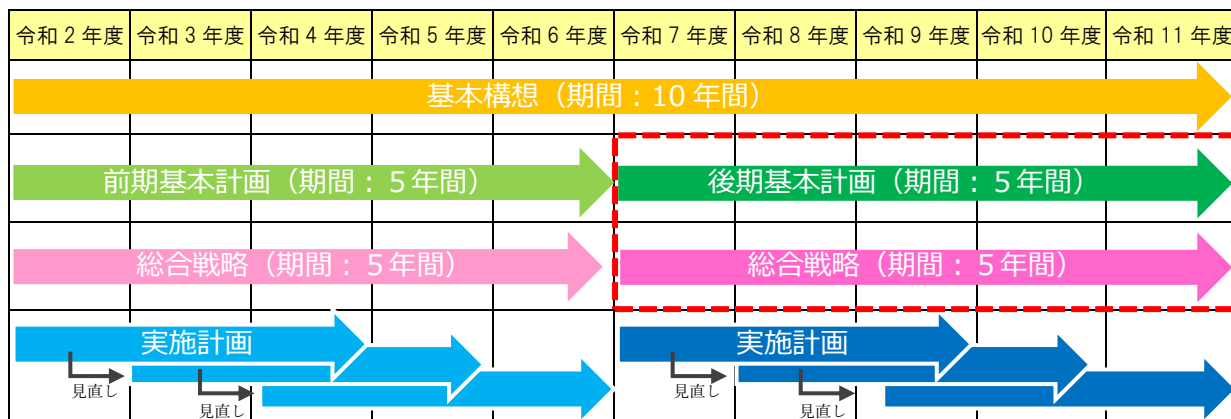 令和２年度 令和３年度 令和４年度 令和５年度 令和６年度 令和７年度 令和８年度 令和９年度 令和 10 年度 令和 11 年度
基本構想（期間：10 年間）
前期基本計画（期間：５年間） 後期基本計画（期間：５年間）
総合戦略（期間：５年間） 総合戦略（期間：５年間）
実施計画 実施計画
見直し 見直し
見直し 見直し